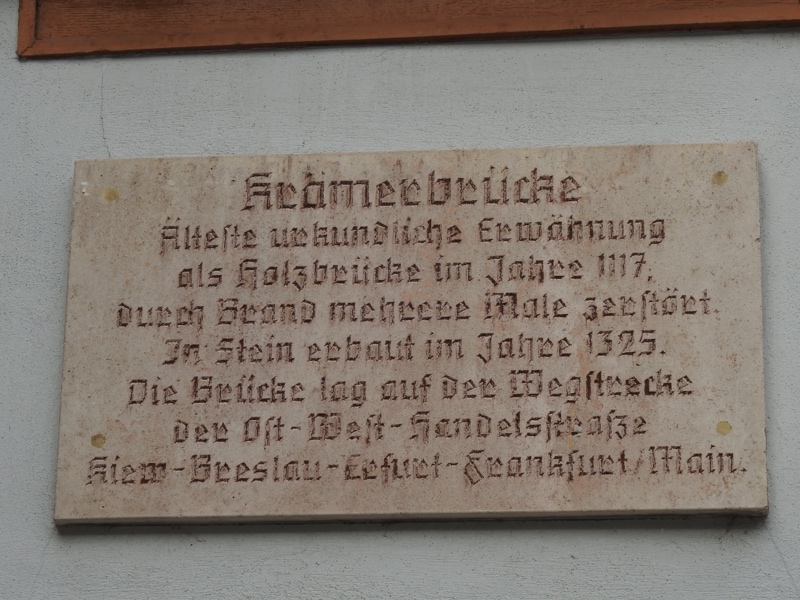 Krämerbrücke
Älteste urkundliche Erwähnung
als Holzbrücke im Jahre 1117,
durch Brand mehrere Male zerstört.
In Stein erbaut im Jahre 1325.
Die Brücke lag auf der Wegstrecke
der Ost-West-Handelsstraße
Kiew-Breslau-Erfurt-Frankfurt/Main.